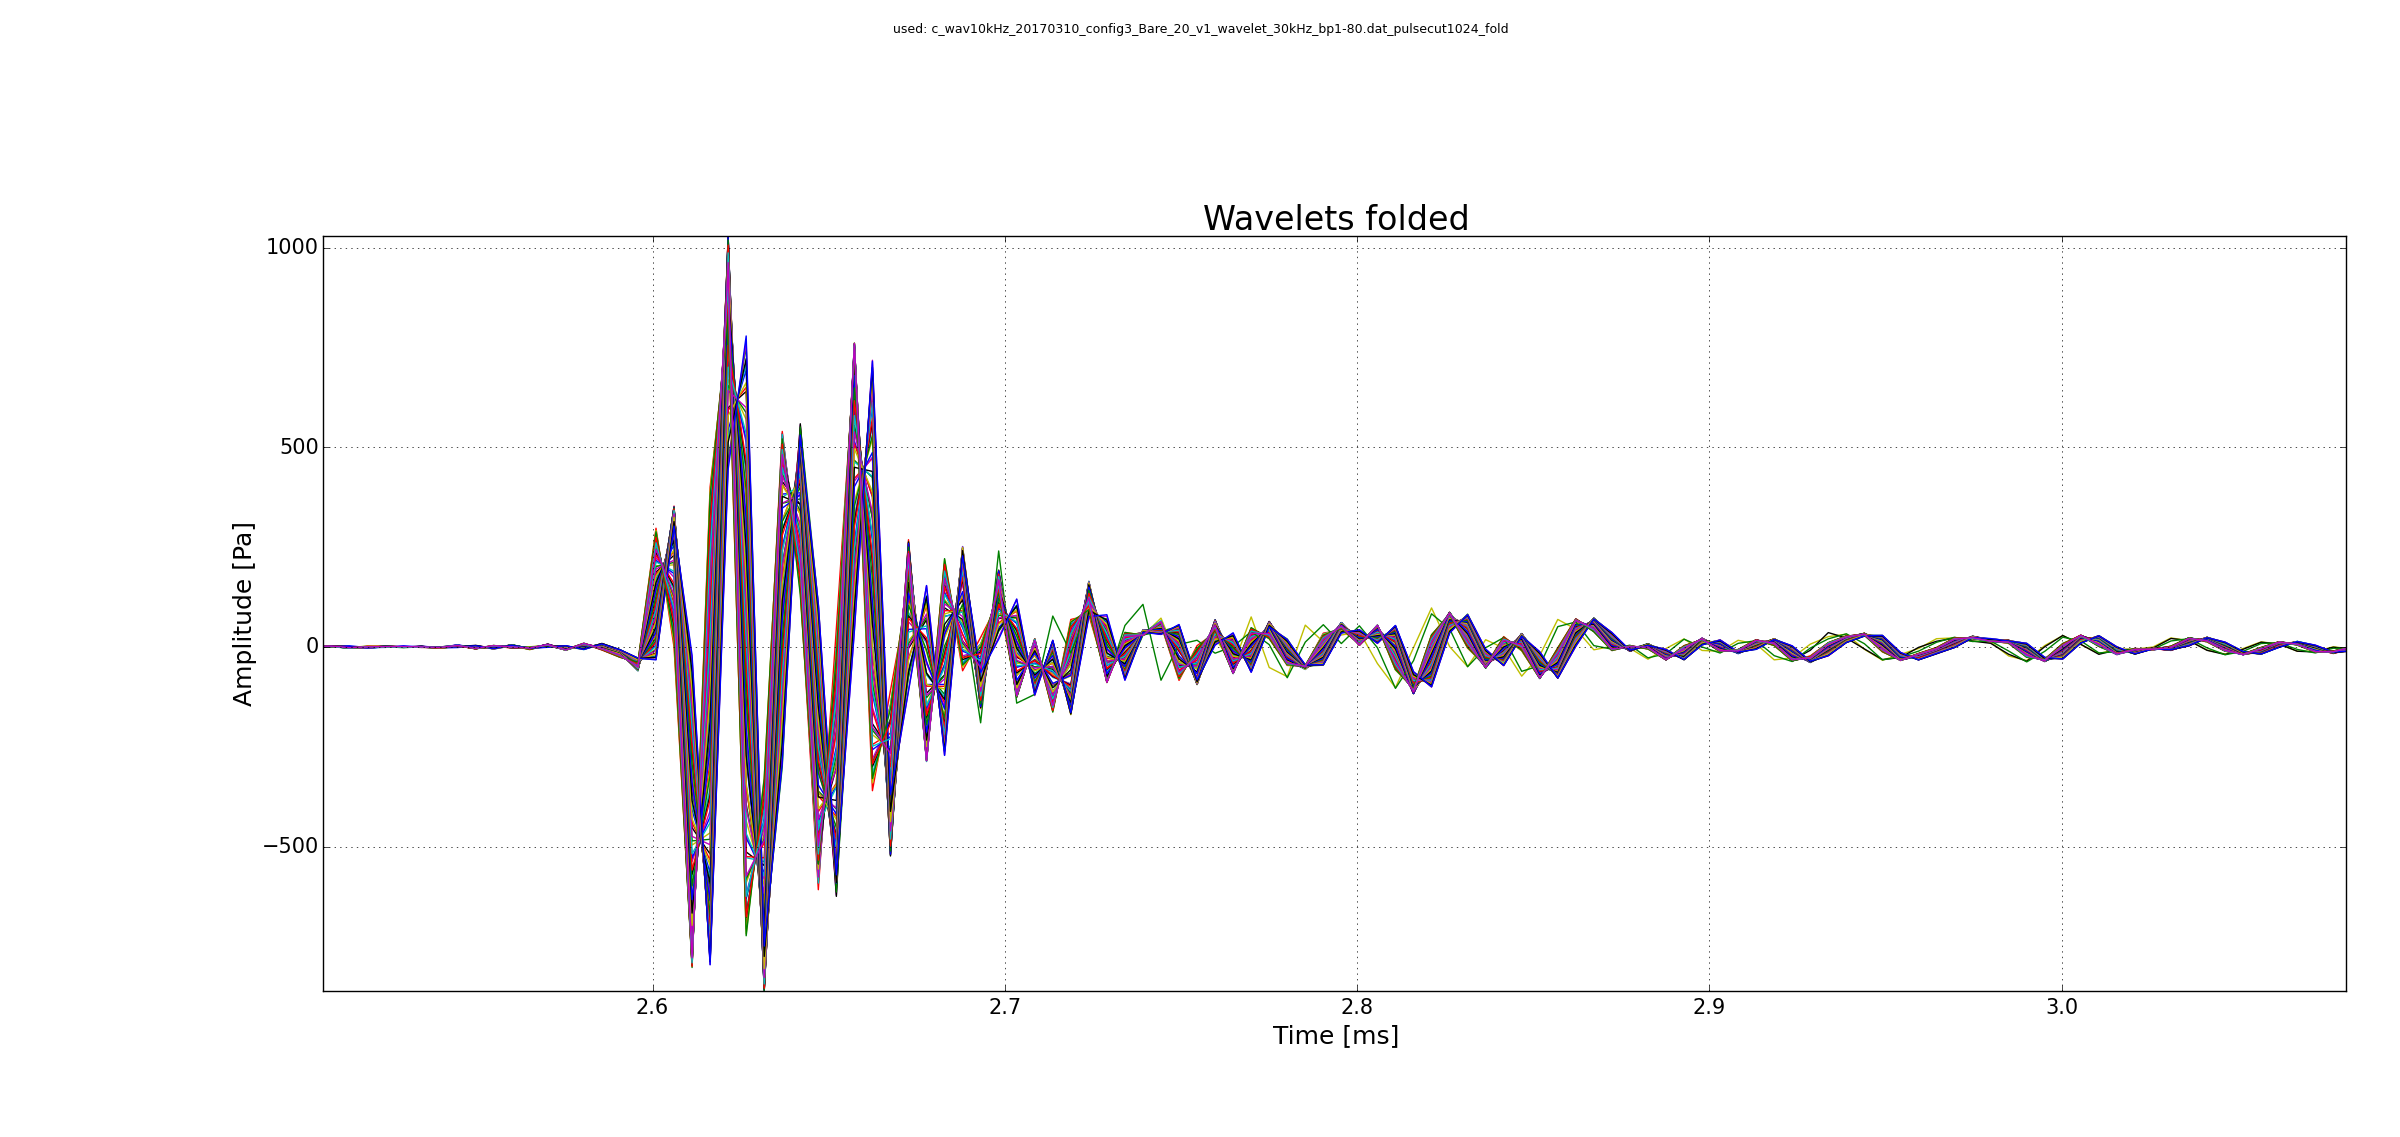 used: c_wav10kHz_20170310_config3_Bare_20_v1_wavelet_30kHz_bp1-80.dat_pulsecut1024_fold
Wavelets folded
1000
500
0
−500
Amplitude [Pa]
2.6 2.7 2.8 2.9 3.0
Time [ms]